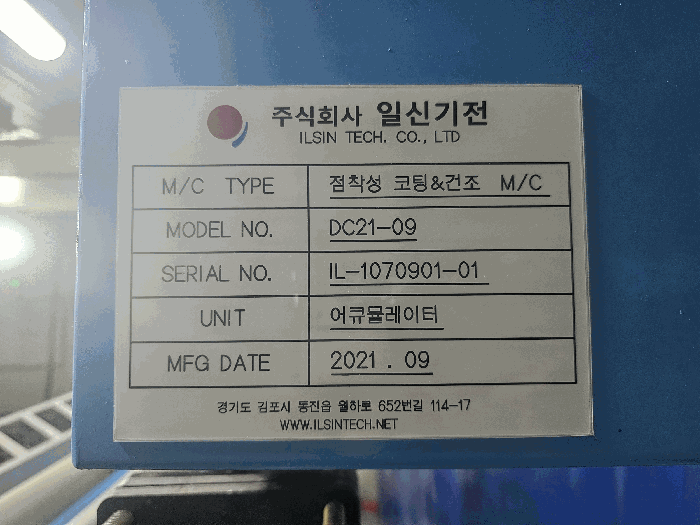 주식회사 일신기전
ILSIN TECH. CO., LTD
M/C TYPE 점착성 코팅&건조 M/C
MODEL NO. DC21-09
SERIAL NO. IL-1070901-01
UNIT 어큐뮬레이터
MFG DATE 2021 . 09
경기도 김포시 통진읍 월하로 652번길 114-17
WWW.ILSINTECH.NET